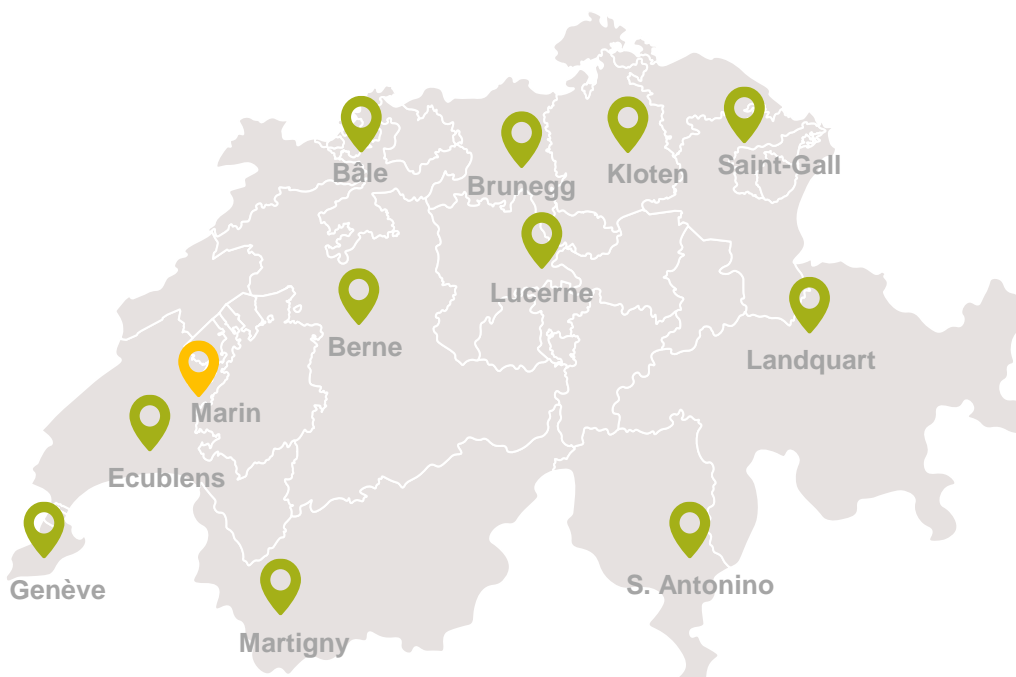 Bâle
Brunegg
Kloten
Saint-Gall
Lucerne
Berne
Landquart
Marin
Ecublens
Genève
S. Antonino
Martigny